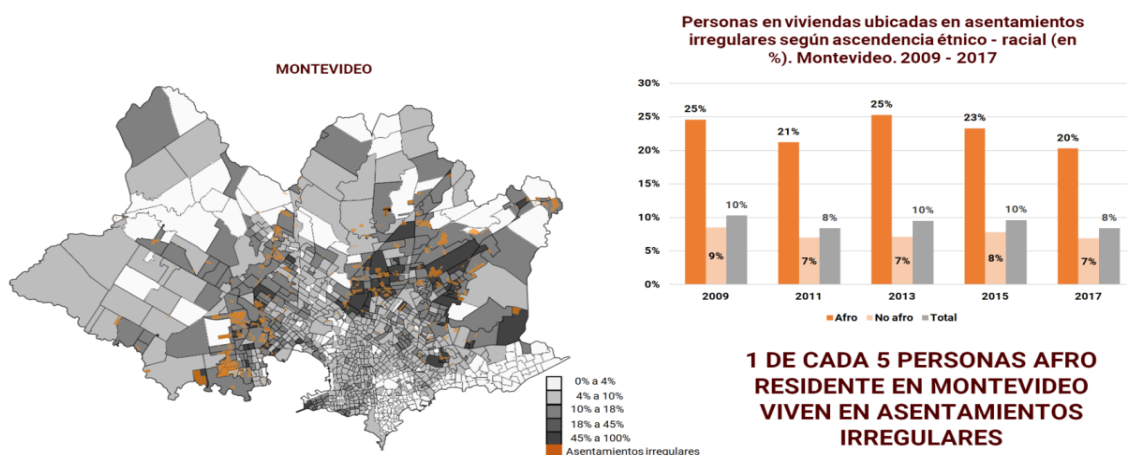 MONTEVIDEO
0% a 4%
4% a 10%
10% a 18%
18% a 45%
45% a 100%
Asentamientos irregulares
Personas en viviendas ubicadas en asentamientos
irregulares según ascendencia étnico - racial (en
%). Montevideo. 2009 - 2017
30%
25%
20%
15%
10%
5%
0%
25%
9%
10%
21%
7%
8%
25%
7%
10%
23%
8%
10%
20%
7%
8%
2009
2011
2013
2015
2017
Afro
No afro
Total
1 DE CADA 5 PERSONAS AFRO
RESIDENTE EN MONTEVIDEO
VIVEN EN ASENTAMIENTOS
IRREGULARES